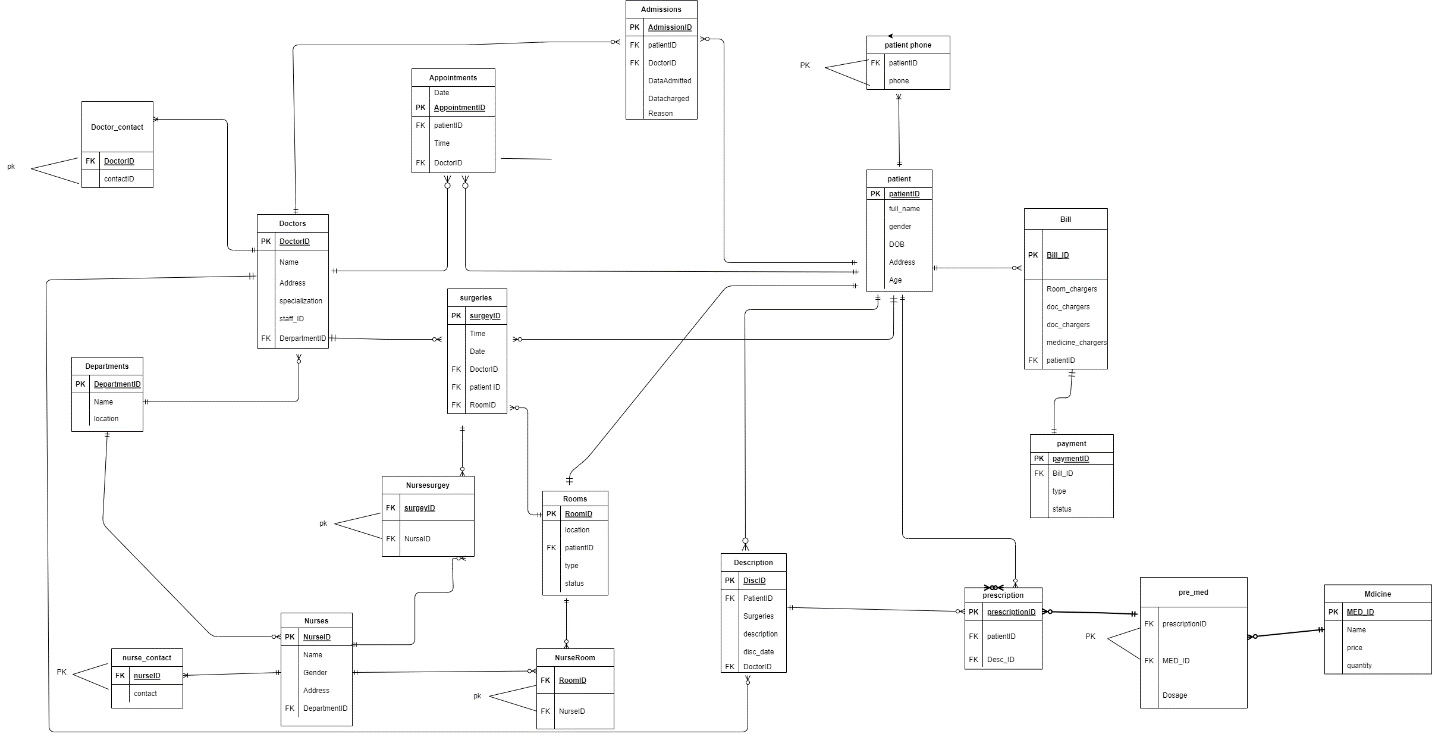 Admissions
PK AdmissionID
FK patientID
FK DoctorID
DataAdmitted
Datacharged
Reason
patient phone
PK
FK patientID
phone
Appointments
Date
PK AppointmentID
FK patientID
Time
FK DoctorID
Doctor_contact
pk
FK DoctorID
contactID
patient
PK patientID
full_name
gender
DOB
Address
Age
Bill
PK Bill_ID
Room_chargers
doc_chargers
doc_chargers
medicine_chargers
FK patientID
Doctors
PK DoctorID
Name
Address
specialization
staff_ID
FK DerpartmentID
surgeries
PK surgeyID
Time
Date
FK DoctorID
FK patient ID
FK RoomID
Departments
PK DepartmentID
Name
location
payment
PK paymentID
FK Bill_ID
type
status
Nursesurgey
pk
FK surgeyID
FK NurseID
Rooms
PK RoomID
location
FK patientID
type
status
Description
PK DiscID
FK PatientID
Surgeries
description
disc_date
FK DoctorID
prescription
PK prescriptionID
FK patientID
FK Desc_ID
pre_med
PK
FK prescriptionID
FK MED_ID
Dosage
Mdicine
PK MED_ID
Name
price
quantity
Nurses
PK NurseID
Name
Gender
Address
FK DepartmentID
nurse_contact
PK
FK nurseID
contact
NurseRoom
pk
FK RoomID
FK NurseID